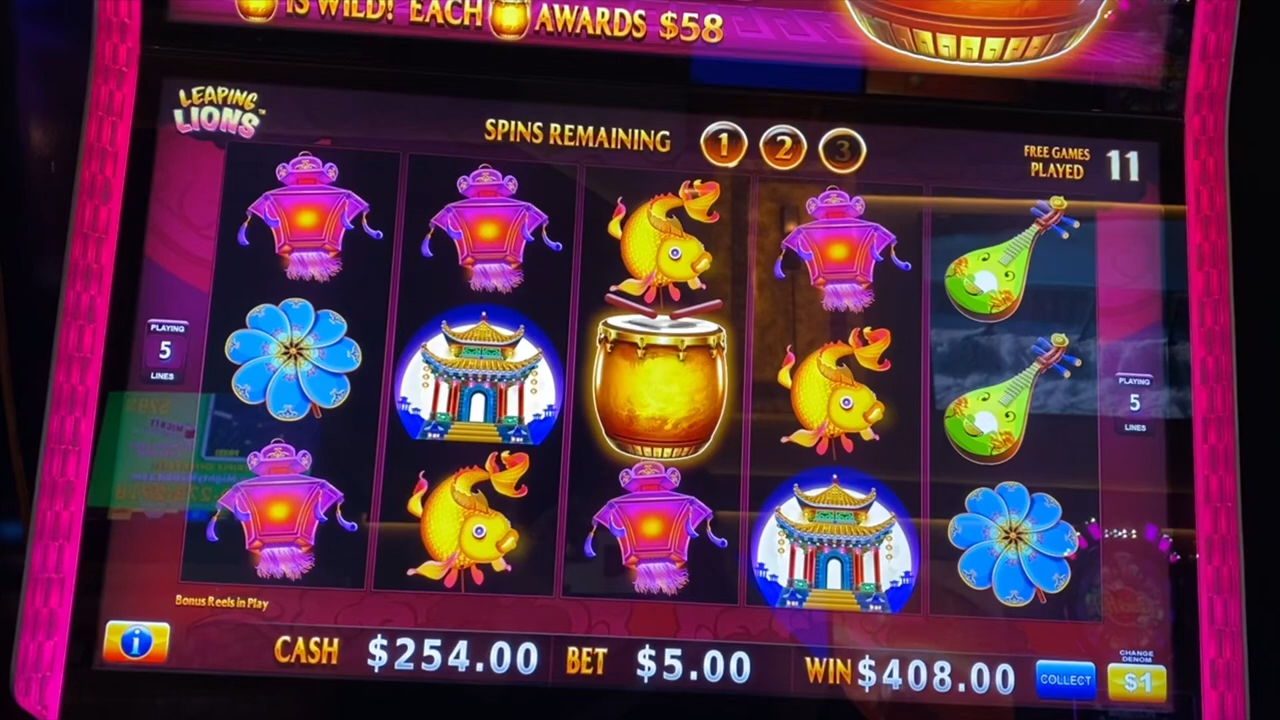 IS WILD! EACH AWARDS $58
LEAPING
LIONS™
SPINS REMAINING 1 2 3
FREE GAMES
PLAYED 11
PLAYING
5
LINES
PLAYING
5
LINES
Bonus Reels in Play
CASH $254.00 BET $5.00 WIN $408.00 COLLECT
CHANGE
DENOM
$1